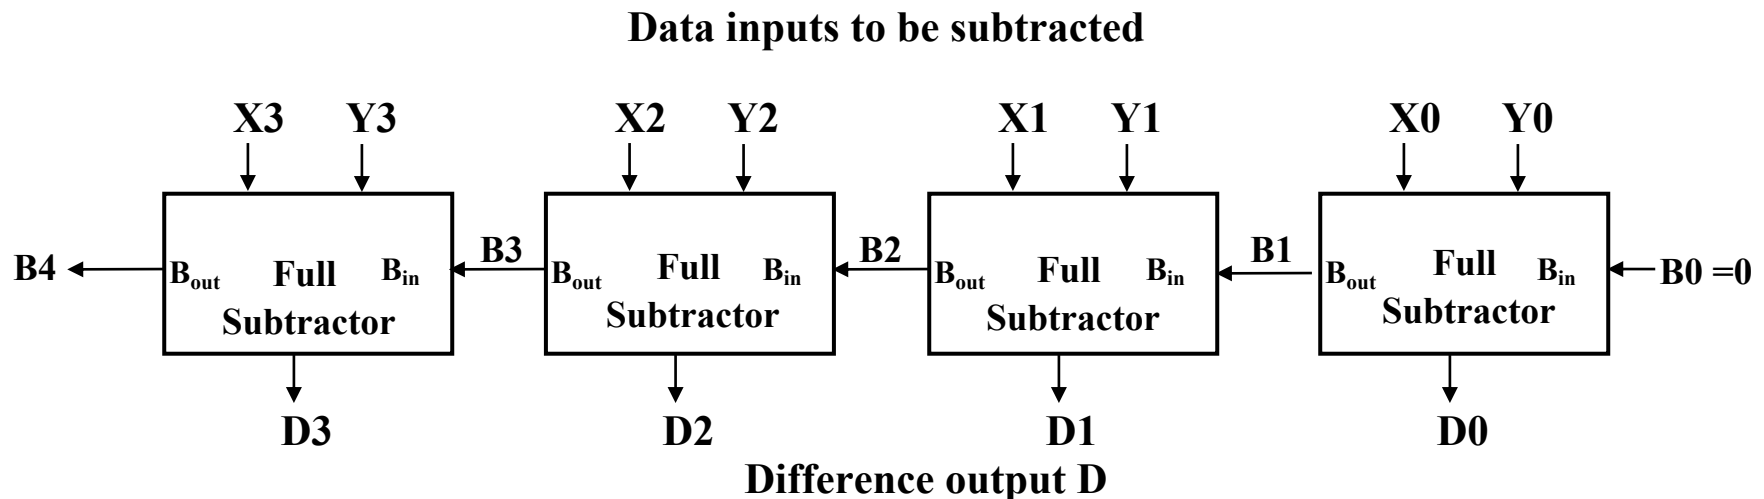 Data inputs to be subtracted
X3 Y3 X2 Y2 X1 Y1 X0 Y0
B4 Bout Full Bin B3 Bout Full Bin B2 Bout Full Bin B1 Bout Full Bin B0 =0
Subtractor Subtractor Subtractor Subtractor
D3 D2 D1 D0
Difference output D